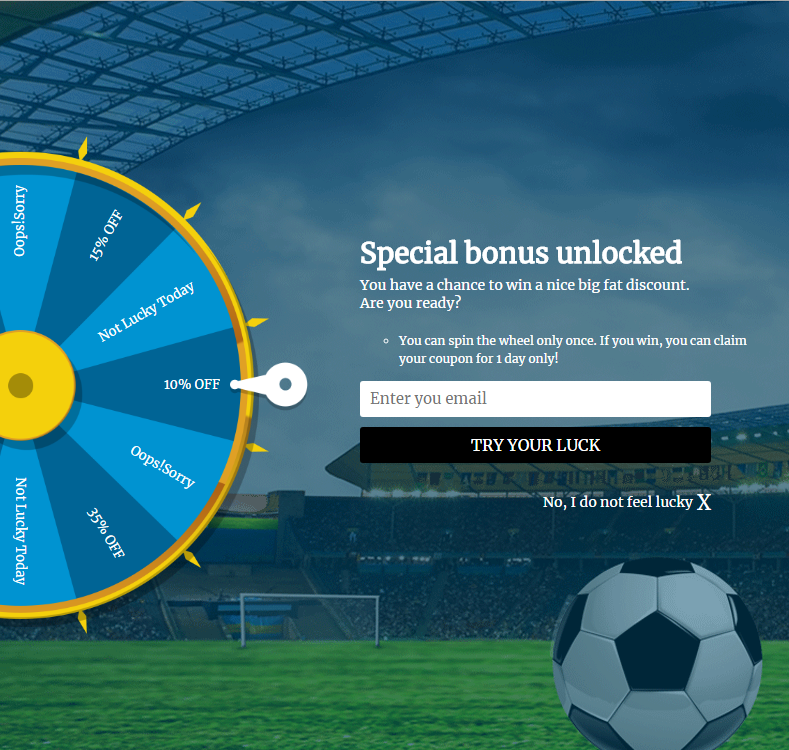 Oops!Sorry
15% OFF
Not Lucky Today
10% OFF
Oops!Sorry
35% OFF
Not Lucky Today
Special bonus unlocked
You have a chance to win a nice big fat discount.
Are you ready?
You can spin the wheel only once. If you win, you can claim
your coupon for 1 day only!
Enter you email
TRY YOUR LUCK
No, I do not feel lucky X